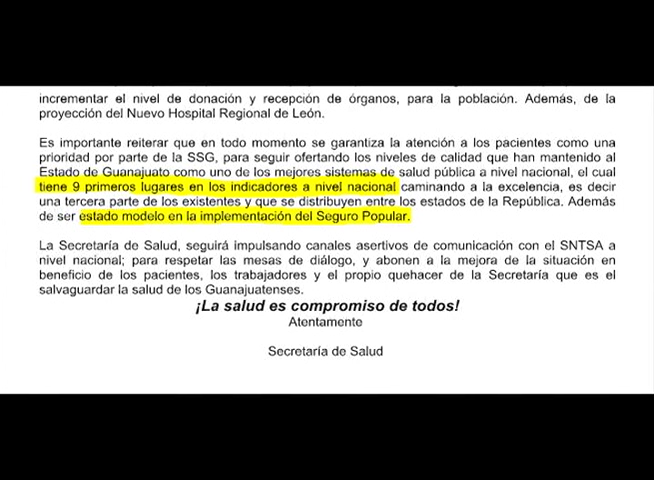 incrementar el nivel de donación y recepción de órganos, para la población. Además, de la
proyección del Nuevo Hospital Regional de León.
Es importante reiterar que en todo momento se garantiza la atención a los pacientes como una
prioridad por parte de la SSG, para seguir ofertando los niveles de calidad que han mantenido al
Estado de Guanajuato como uno de los mejores sistemas de salud pública a nivel nacional, el cual
tiene 9 primeros lugares en los indicadores a nivel nacional caminando a la excelencia, es decir
una tercera parte de los existentes y que se distribuyen entre los estados de la República. Además
de ser estado modelo en la implementación del Seguro Popular.
La Secretaría de Salud, seguirá impulsando canales asertivos de comunicación con el SNTSA a
nivel nacional; para respetar las mesas de diálogo, y abonen a la mejora de la situación en
beneficio de los pacientes, los trabajadores y el propio quehacer de la Secretaría que es el
salvaguardar la salud de los Guanajuatenses.
¡La salud es compromiso de todos!
Atentamente
Secretaría de Salud